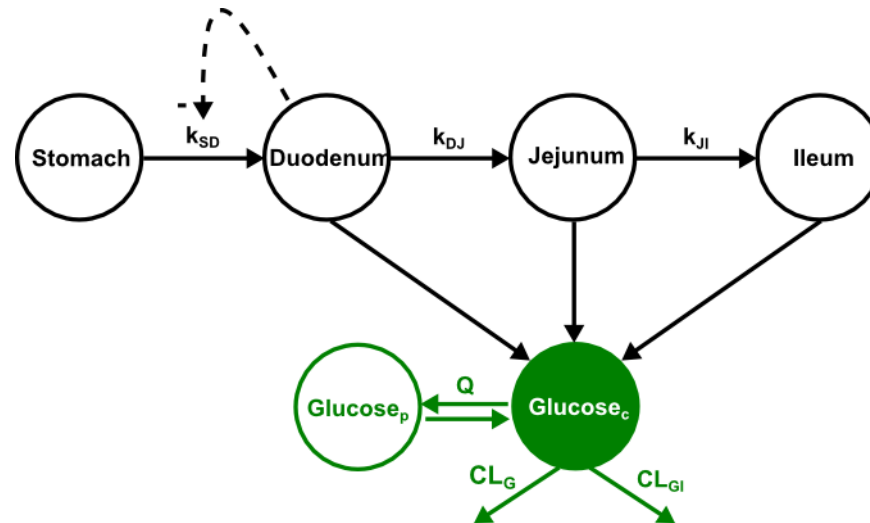 -
k_SD
k_DJ
k_JI
Stomach
Duodenum
Jejunum
Ileum
Q
Glucose_p
Glucose_c
CL_G
CL_GI